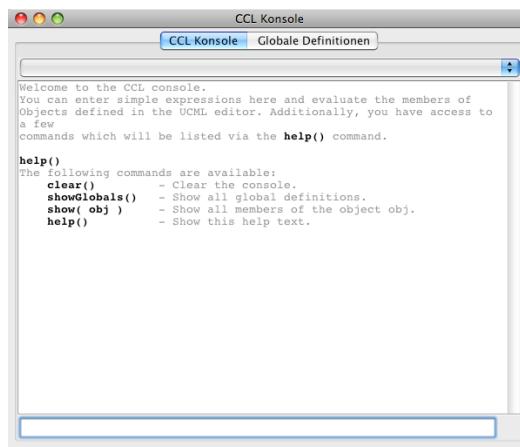 CCL Konsole
CCL Konsole Globale Definitionen
Welcome to the CCL console.
You can enter simple expressions here and evaluate the members of
Objects defined in the UCML editor. Additionally, you have access to
a few
commands which will be listed via the help() command.
help()
The following commands are available:
clear() - Clear the console.
showGlobals() - Show all global definitions.
show( obj ) - Show all members of the object obj.
help() - Show this help text.